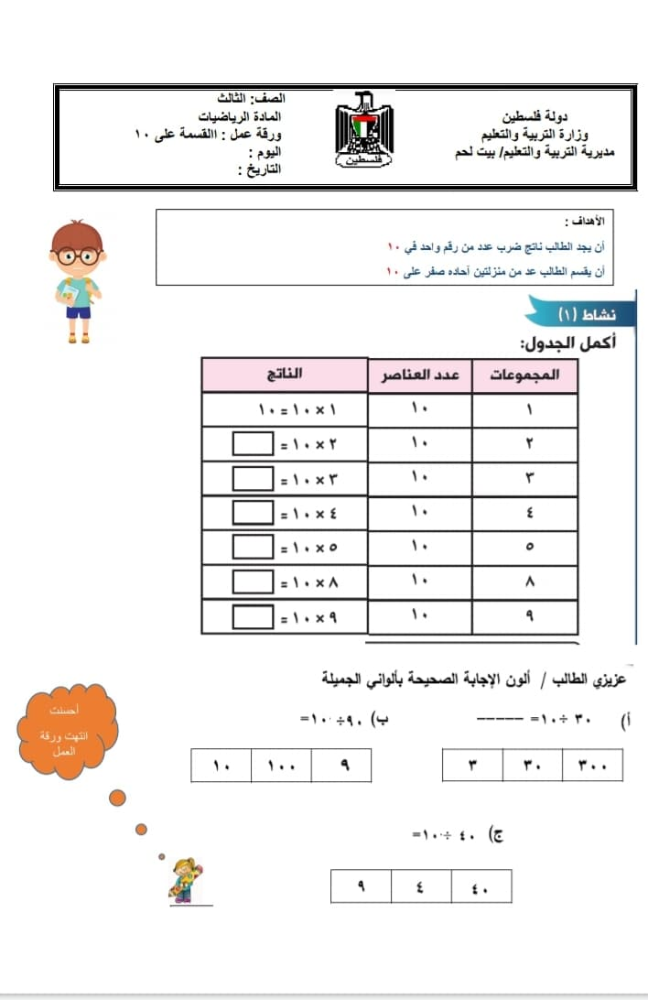 دولة فلسطين
وزارة التربية والتعليم
مديرية التربية والتعليم/ بيت لحم
فلسطين
الصف: الثالث
المادة الرياضيات
ورقة عمل : االقسمة على ١٠
اليوم :
التاريخ :
الأهداف :
أن يجد الطالب ناتج ضرب عدد من رقم واحد في ١٠
أن يقسم الطالب عد من منزلتين آحاده صفر على ١٠
نشاط (١)
أكمل الجدول:
المجموعات عدد العناصر الناتج
١ ١٠ ١ × ١٠ = ١٠
٢ ١٠ ٢ × ١٠ =
٣ ١٠ ٣ × ١٠ =
٤ ١٠ ٤ × ١٠ =
٥ ١٠ ٥ × ١٠ =
٨ ١٠ ٨ × ١٠ =
٩ ١٠ ٩ × ١٠ =
عزيزي الطالب / ألون الإجابة الصحيحة بألواني الجميلة
أ) ٣٠ ÷ ١٠= -----
٣٠٠ ٣٠ ٣
ب) ٩٠ ÷ ١٠=
٩ ١٠٠ ١٠
ج) ٤٠ ÷ ١٠=
٤٠ ٤ ٩
أحسنت
انتهت ورقة
العمل